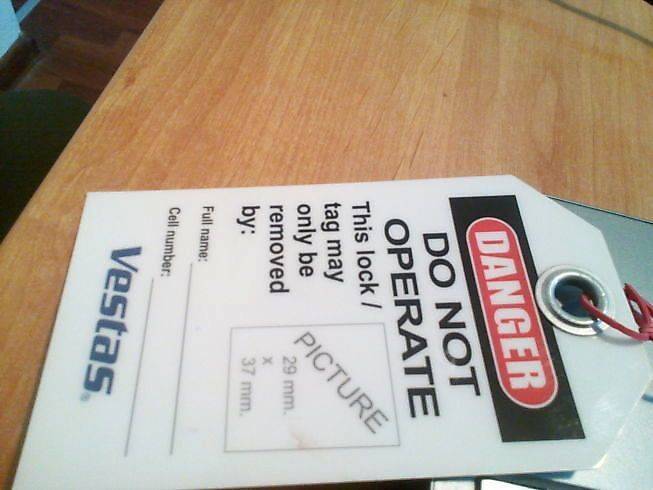 DANGER
DO NOT
OPERATE
This lock /
tag may
only be
removed
by:
PICTURE
29 mm.
x
37 mm.
Full name:
Cell number:
Vestas®